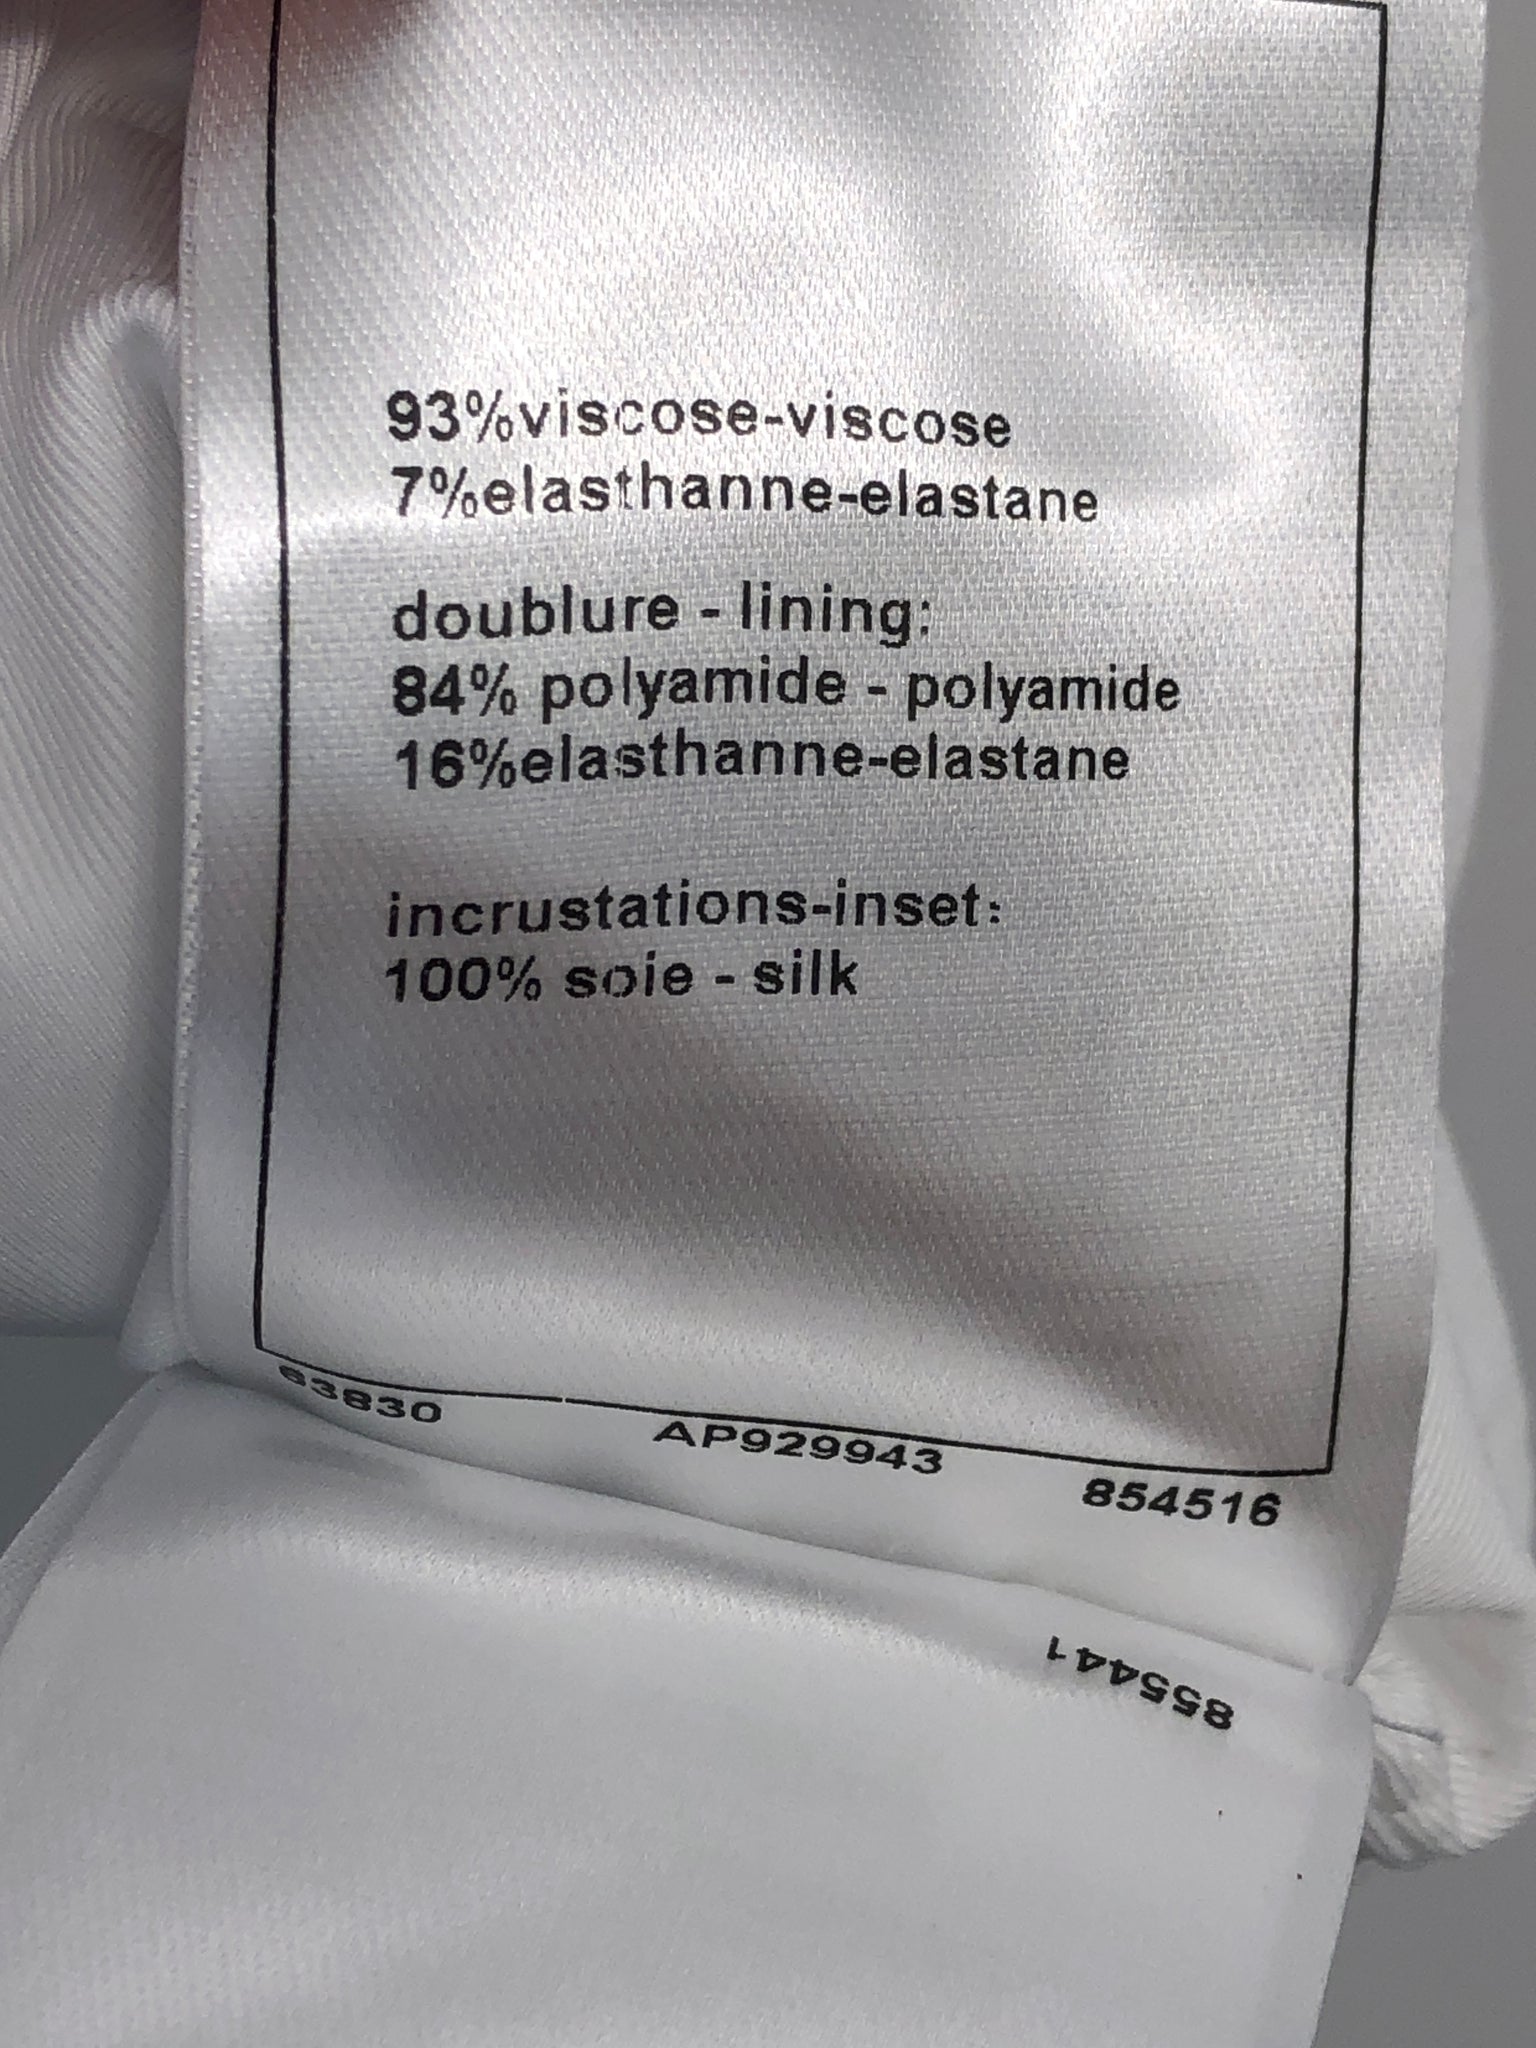 93%viscose-viscose
7%elasthanne-elastane
doublure - lining:
84% polyamide - polyamide
16%elasthanne-elastane
incrustations-inset:
100% soie - silk
63830 AP929943 854516
855441